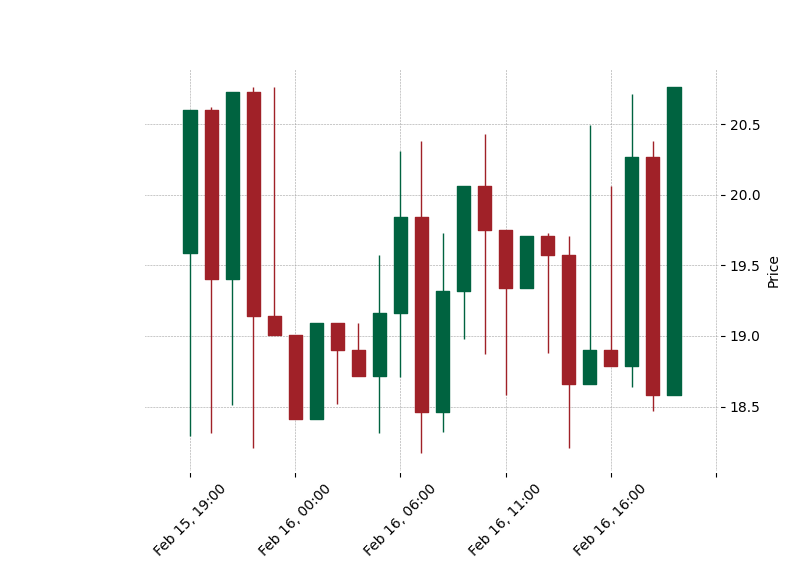 20.5
20.0
19.5
19.0
18.5
Price
Feb 15, 19:00
Feb 16, 00:00
Feb 16, 06:00
Feb 16, 11:00
Feb 16, 16:00